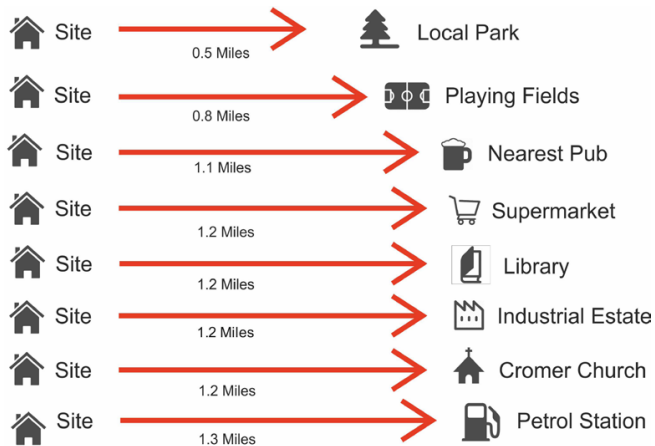 Site 0.5 Miles Local Park
Site 0.8 Miles Playing Fields
Site 1.1 Miles Nearest Pub
Site 1.2 Miles Supermarket
Site 1.2 Miles Library
Site 1.2 Miles Industrial Estate
Site 1.2 Miles Cromer Church
Site 1.3 Miles Petrol Station